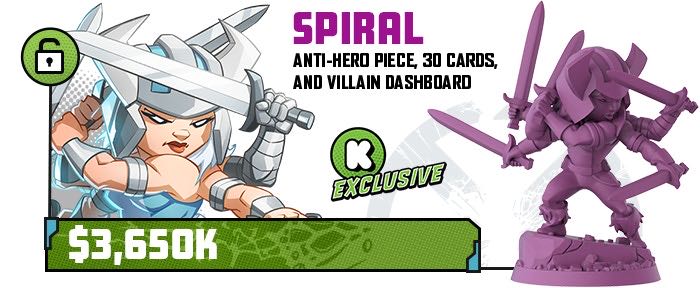 SPIRAL
ANTI-HERO PIECE, 30 CARDS,
AND VILLAIN DASHBOARD
K
EXCLUSIVE
$3,650K